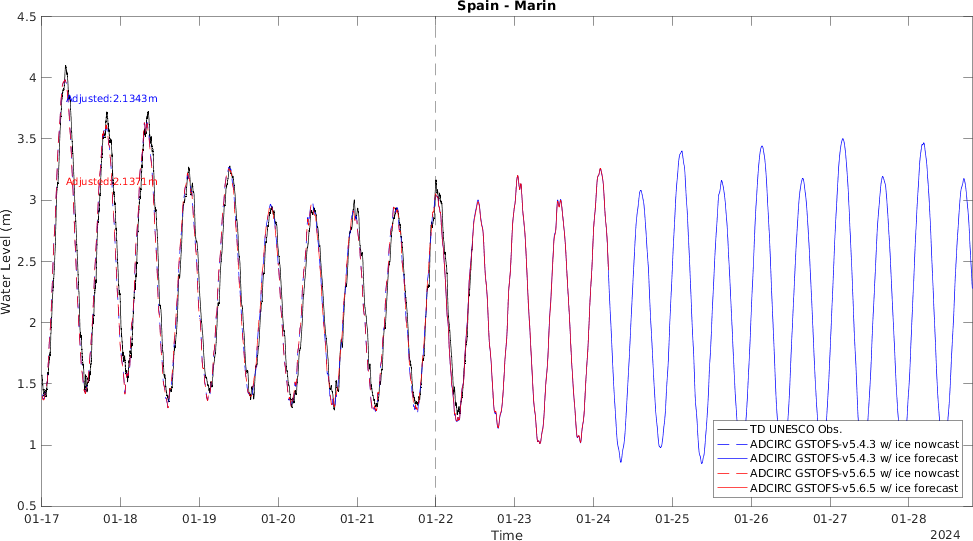 Spain - Marin
4.5
4
3.5
3
2.5
2
1.5
1
0.5
Water Level (m)
Adjusted:2.1343m
Adjusted:2.1371m
TD UNESCO Obs.
ADCIRC GSTOFS-v5.4.3 w/ ice nowcast
ADCIRC GSTOFS-v5.4.3 w/ ice forecast
ADCIRC GSTOFS-v5.6.5 w/ ice nowcast
ADCIRC GSTOFS-v5.6.5 w/ ice forecast
01-17 01-18 01-19 01-20 01-21 01-22 01-23 01-24 01-25 01-26 01-27 01-28
Time
2024